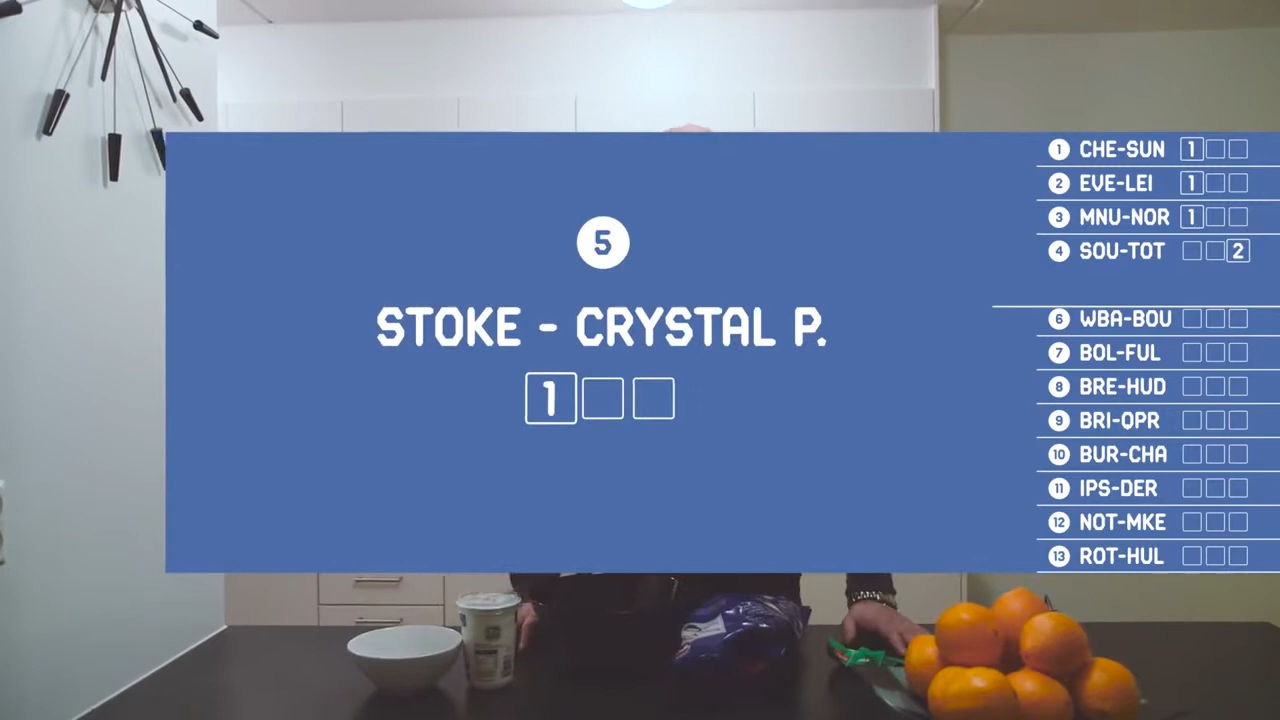 5
STOKE - CRYSTAL P.
1
1 CHE-SUN 1
2 EVE-LEI 1
3 MNU-NOR 1
4 SOU-TOT 2
6 WBA-BOU
7 BOL-FUL
8 BRE-HUD
9 BRI-QPR
10 BUR-CHA
11 IPS-DER
12 NOT-MKE
13 ROT-HUL